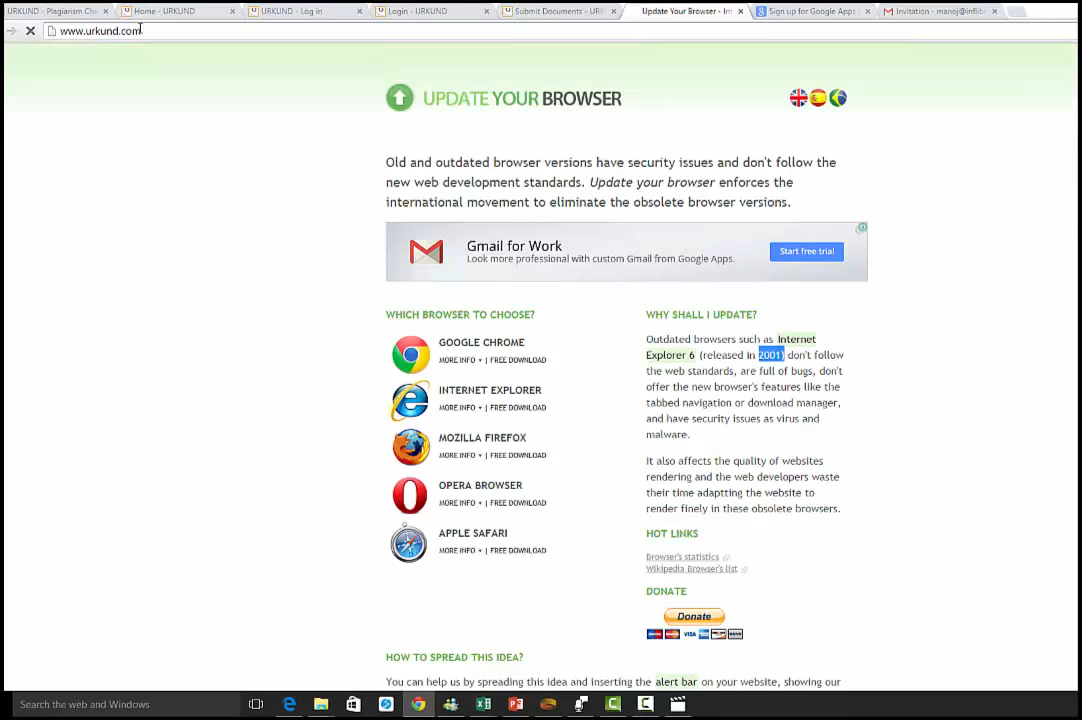 URKUND - Plagiarism Che
Home - URKUND
URKUND - Log in
Login - URKUND
Submit Documents - URK
Update Your Browser - Int
Sign up for Google Apps
Invitation - manoj@inflib
www.urkund.com
UPDATE YOUR BROWSER
Old and outdated browser versions have security issues and don't follow the
new web development standards. Update your browser enforces the
international movement to eliminate the obsolete browser versions.
Gmail for Work
Look more professional with custom Gmail from Google Apps.
Start free trial
WHICH BROWSER TO CHOOSE?
GOOGLE CHROME
MORE INFO | FREE DOWNLOAD
INTERNET EXPLORER
MORE INFO | FREE DOWNLOAD
MOZILLA FIREFOX
MORE INFO | FREE DOWNLOAD
OPERA BROWSER
MORE INFO | FREE DOWNLOAD
APPLE SAFARI
MORE INFO | FREE DOWNLOAD
WHY SHALL I UPDATE?
Outdated browsers such as Internet
Explorer 6 (released in 2001) don't follow
the web standards, are full of bugs, don't
offer the new browser's features like the
tabbed navigation or download manager,
and have security issues as virus and
malware.
It also affects the quality of websites
rendering and the web developers waste
their time adaptting the website to
render finely in these obsolete browsers.
HOT LINKS
Browser's statistics
Wikipedia Browser's list
DONATE
Donate
VISA
HOW TO SPREAD THIS IDEA?
You can help us by spreading this idea and inserting the alert bar on your website, showing our
Search the web and Windows